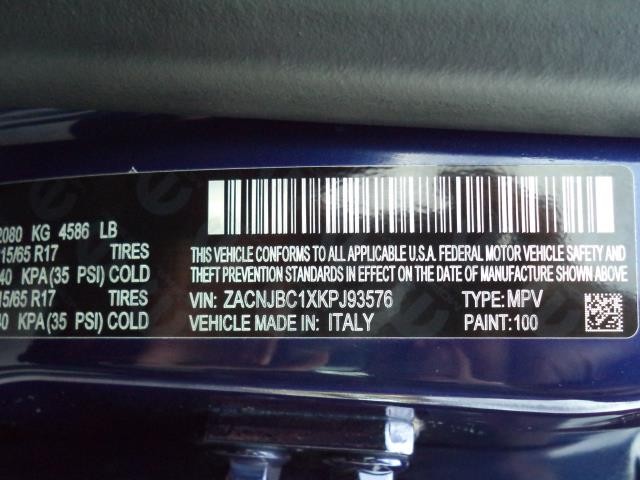 2080 KG 4586 LB
15/65 R17 TIRES
40 KPA(35 PSI) COLD
15/65 R17 TIRES
40 KPA(35 PSI) COLD
THIS VEHICLE CONFORMS TO ALL APPLICABLE U.S.A. FEDERAL MOTOR VEHICLE SAFETY AND
THEFT PREVENTION STANDARDS IN EFFECT ON THE DATE OF MANUFACTURE SHOWN ABOVE
VIN: ZACNJBC1XKPJ93576 TYPE: MPV
VEHICLE MADE IN: ITALY PAINT: 100